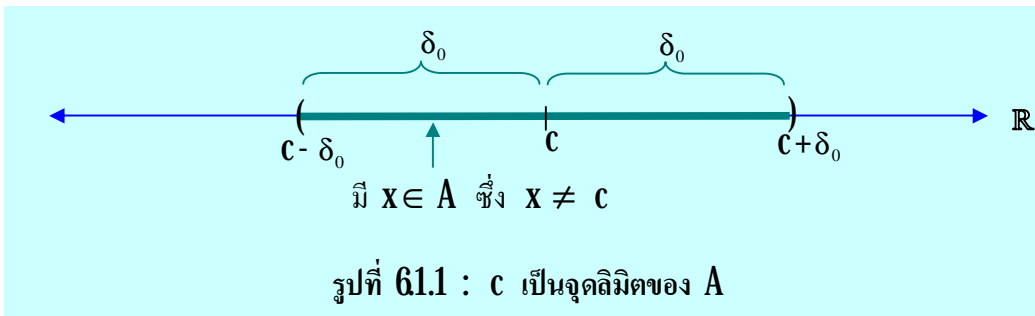 δ₀ δ₀
( ) ℝ
c - δ₀ c c+δ₀
มี x ∈ A ซึ่ง x ≠ c
รูปที่ 6.1.1 : c เป็นจุดลิมิตของ A